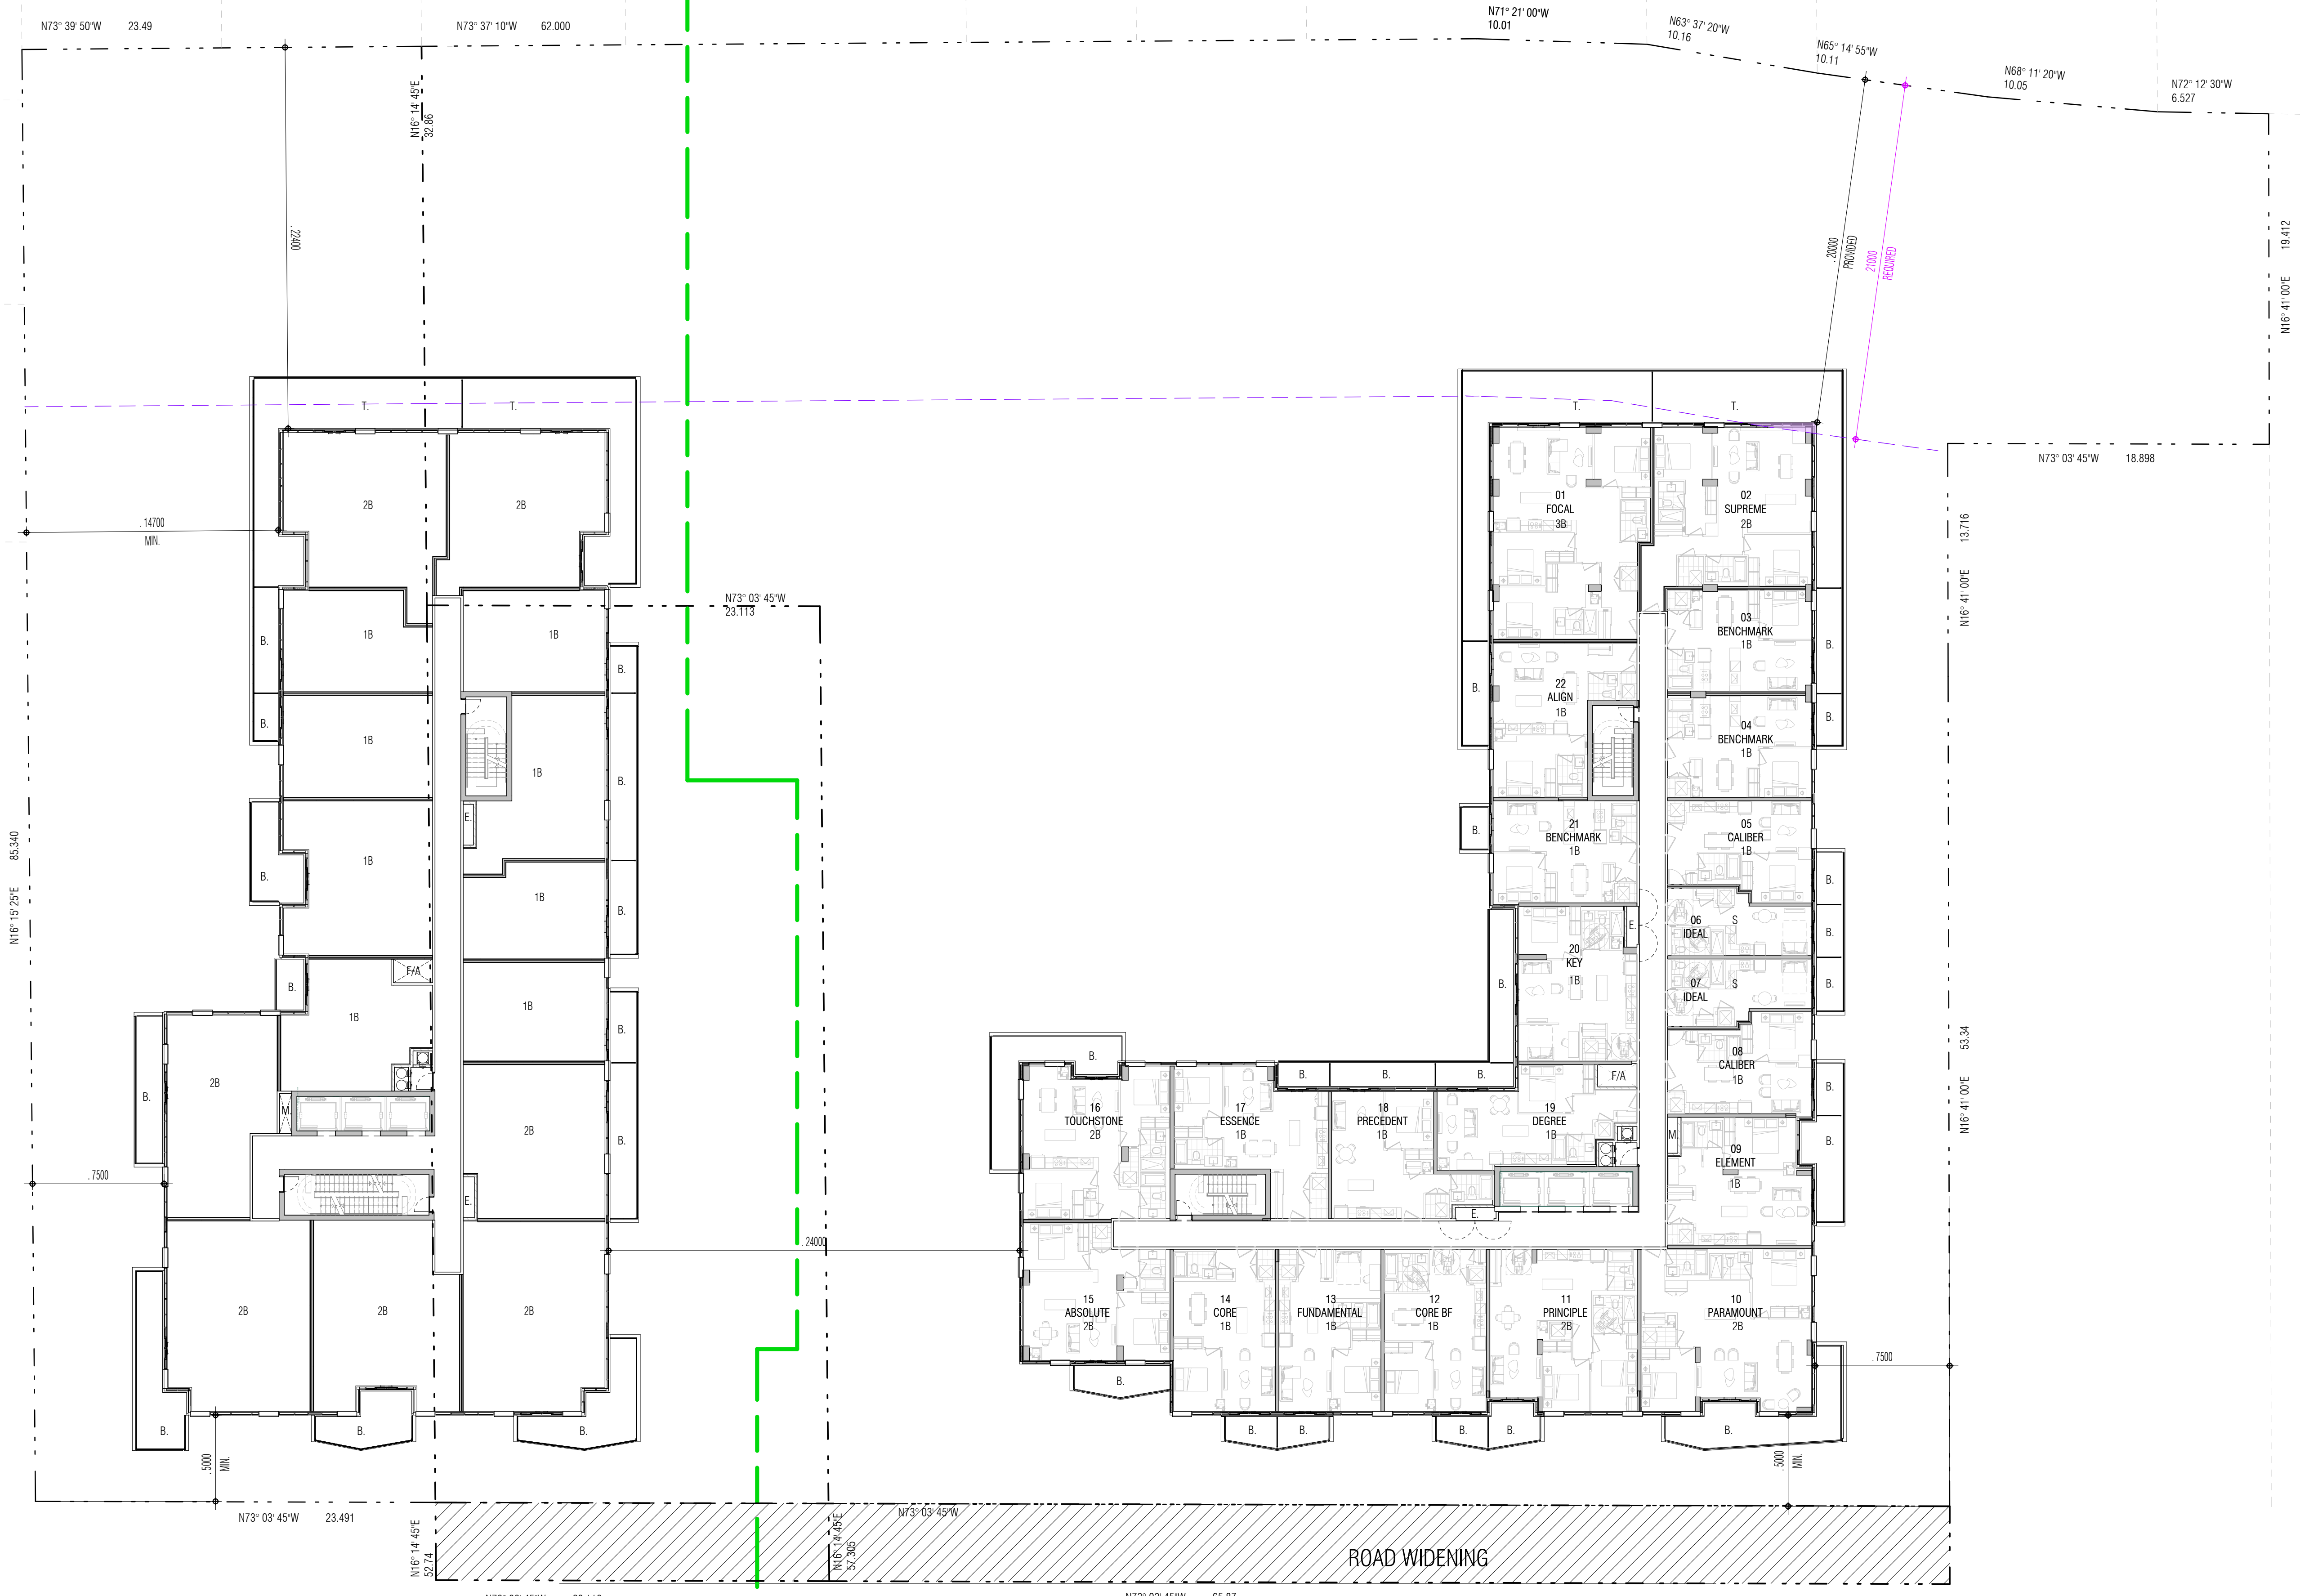 N73° 39' 50"W 23.49
N73° 37' 10"W 62.000
N71° 21' 00"W
10.01
N63° 37' 20"W
10.16
N65° 14' 55"W
10.11
N68° 11' 20"W
10.05
N72° 12' 30"W
6.527
N16° 14' 45"E
32.86
22400
20000
PROVIDED
21000
REQUIRED
N16° 41' 00"E 19.412
N73° 03' 45"W 18.898
N16° 41' 00"E 13.716
N16° 41' 00"E 53.34
N16° 15' 25"E 85.340
14700
MIN.
T.
T.
2B
2B
B.
1B
1B
B.
B.
1B
1B
B.
E.
B.
1B
1B
B.
F/A
B.
1B
1B
B.
B.
2B
M.
2B
B.
E.
7500
2B
2B
2B
B.
B.
B.
5000
MIN.
N73° 03' 45"W
23.113
24000
T.
T.
01
FOCAL
3B
02
SUPREME
2B
03
BENCHMARK
1B
B.
22
ALIGN
1B
B.
04
BENCHMARK
1B
B.
21
BENCHMARK
1B
B.
05
CALIBER
1B
B.
06
IDEAL
S
B.
E.
20
KEY
1B
B.
07
IDEAL
S
B.
08
CALIBER
1B
B.
F/A
B.
B.
B.
B.
16
TOUCHSTONE
2B
17
ESSENCE
1B
18
PRECEDENT
1B
19
DEGREE
1B
M.
09
ELEMENT
1B
B.
E.
15
ABSOLUTE
2B
14
CORE
1B
13
FUNDAMENTAL
1B
12
CORE BF
1B
11
PRINCIPLE
2B
10
PARAMOUNT
2B
7500
B.
B.
B.
B.
B.
B.
5000
MIN.
N73° 03' 45"W 23.491
N16° 14' 45"E
52.74
N16° 14' 45"E
57.305
N73° 03' 45"W
ROAD WIDENING